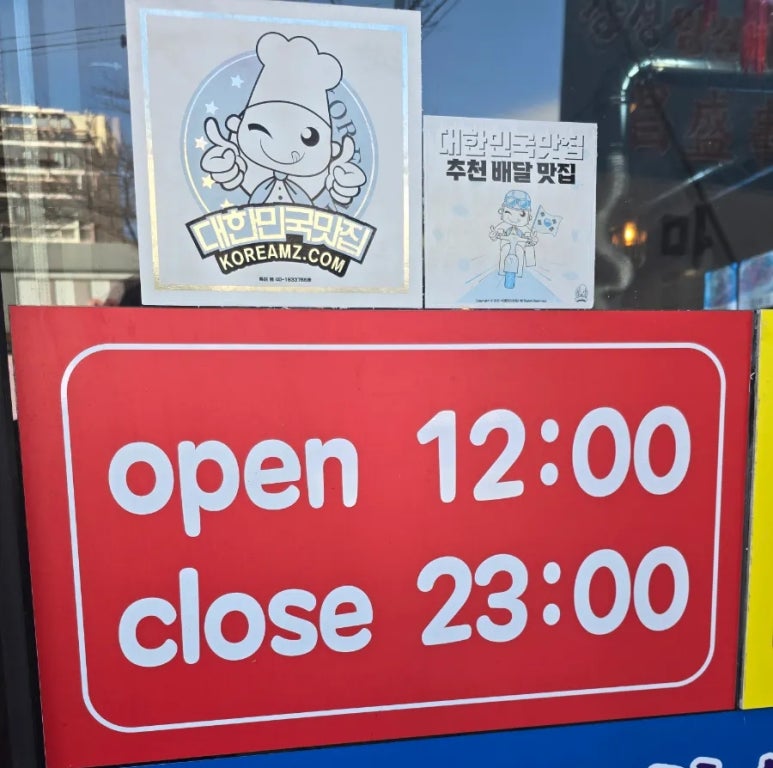 대한민국맛집
KOREAMZ.COM
대한민국맛집
추천 배달 맛집
open 12:00
close 23:00